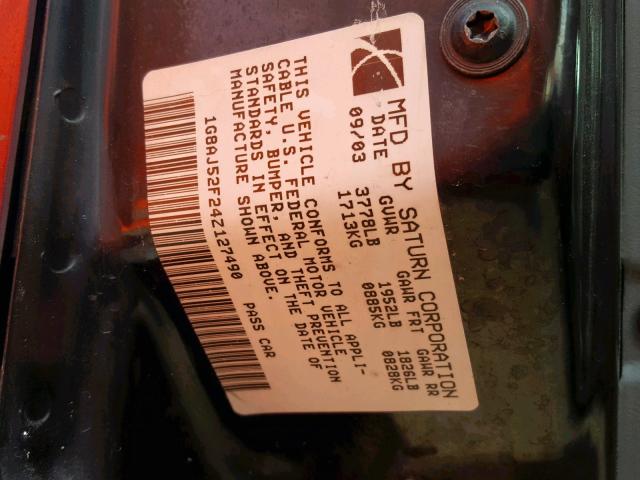 MFD BY SATURN CORPORATION
DATE GVWR GAWR FRT GAWR RR
09/03 3778LB 1952LB 1826LB
1713KG 0885KG 0828KG
THIS VEHICLE CONFORMS TO ALL APPLI-
CABLE U.S. FEDERAL MOTOR VEHICLE
SAFETY, BUMPER, AND THEFT PREVENTION
STANDARDS IN EFFECT ON THE DATE OF
MANUFACTURE SHOWN ABOVE.
1G8AJ52F24Z127490 PASS CAR